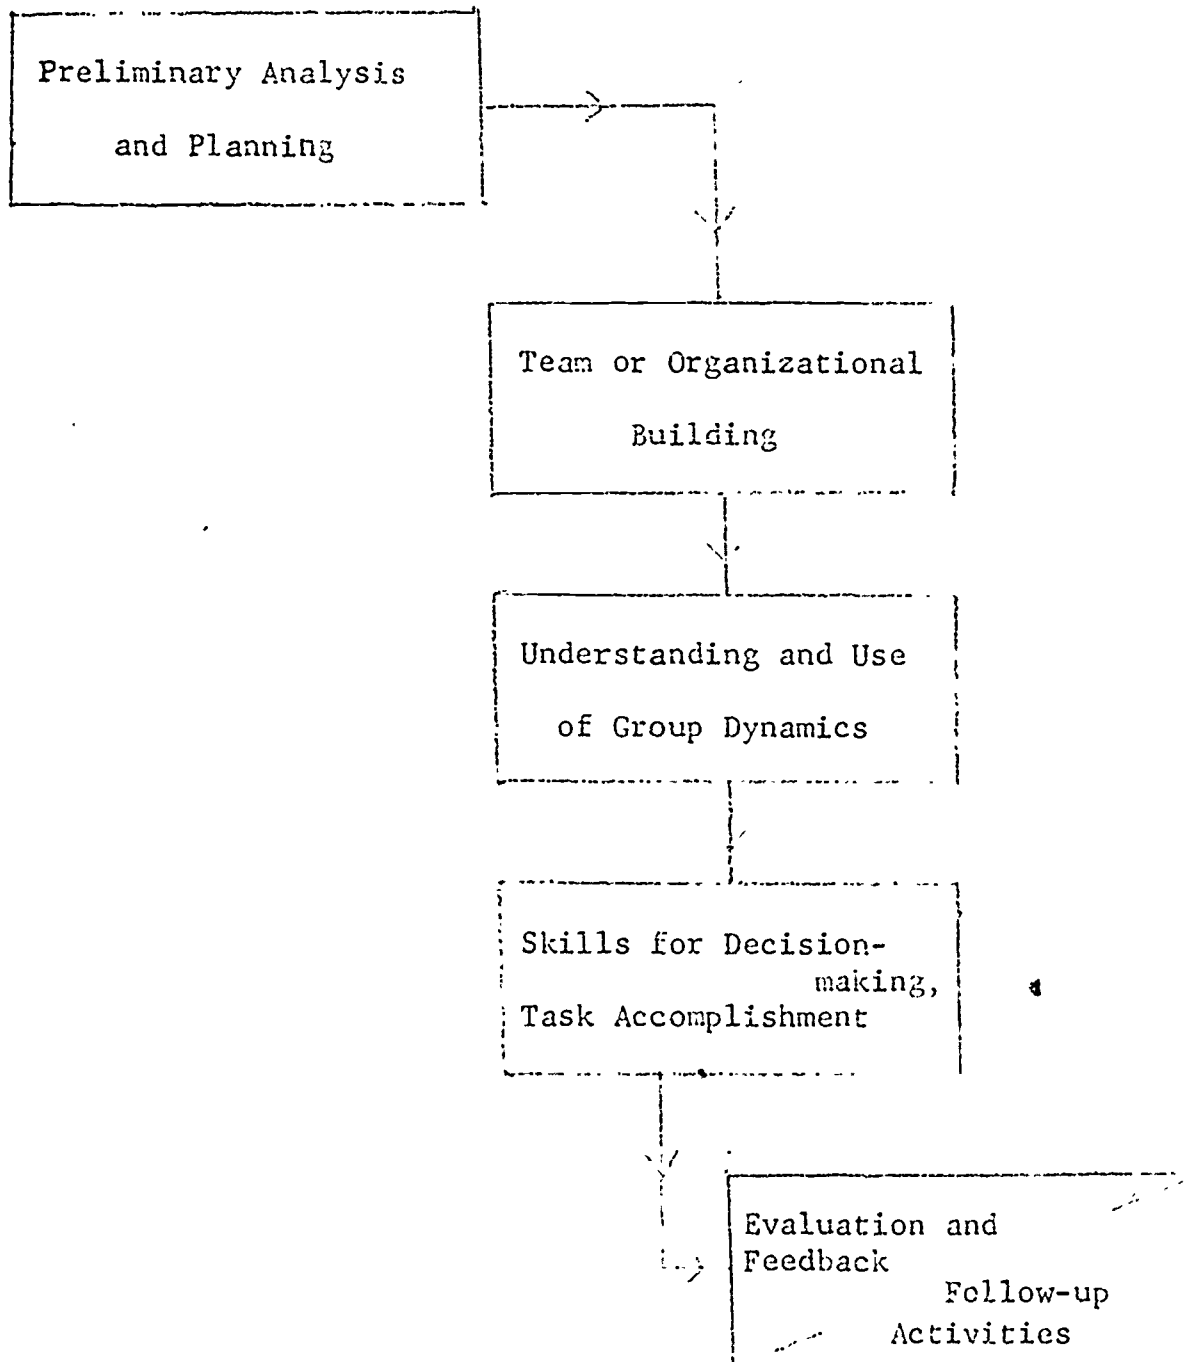 Preliminary Analysis
and Planning
Team or Organizational
Building
Understanding and Use
of Group Dynamics
Skills for Decision-
making,
Task Accomplishment
Evaluation and
Feedback
Follow-up
Activities